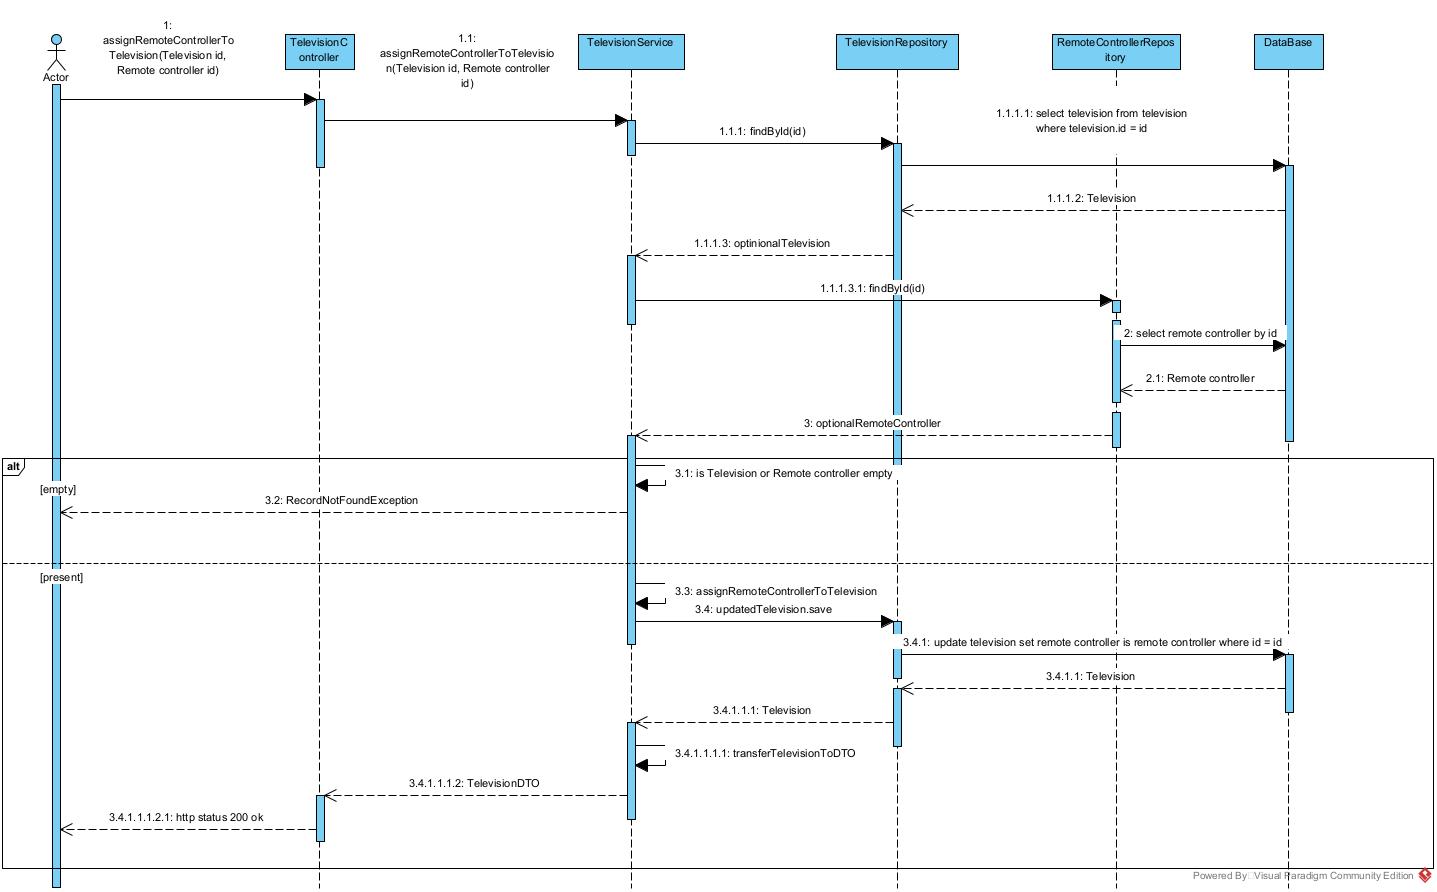 1:
assignRemoteControllerTo
Television(Television id,
Remote controller id)
1.1:
assignRemoteControllerToTelevisio
n(Television id, Remote controller
id)
Actor
TelevisionC
ontroller
TelevisionService
TelevisionRepository
RemoteControllerRepos
itory
DataBase
1.1.1.1: select television from television
where television.id = id
1.1.1: findById(id)
1.1.1.2: Television
1.1.1.3: optinionalTelevision
1.1.1.3.1: findById(id)
2: select remote controller by id
2.1: Remote controller
3: optionalRemoteController
alt
3.1: is Television or Remote controller empty
[empty]
3.2: RecordNotFoundException
[present]
3.3: assignRemoteControllerToTelevision
3.4: updatedTelevision.save
3.4.1: update television set remote controller is remote controller where id = id
3.4.1.1: Television
3.4.1.1.1: Television
3.4.1.1.1.1: transferTelevisionToDTO
3.4.1.1.1.2: TelevisionDTO
3.4.1.1.1.2.1: http status 200 ok
Powered By Visual Paradigm Community Edition